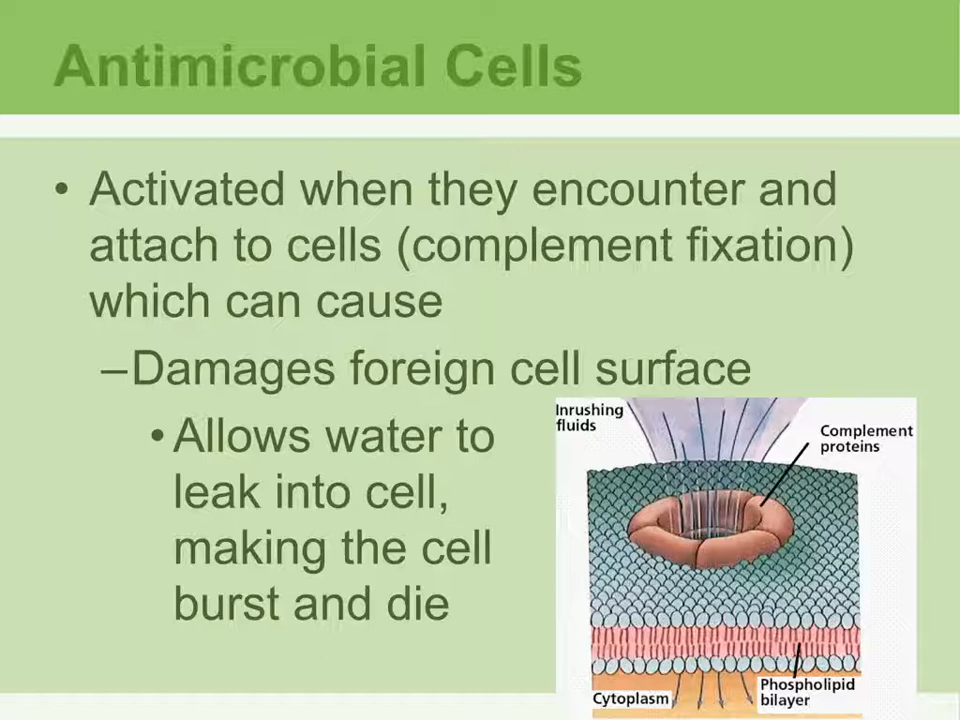 Antimicrobial Cells
• Activated when they encounter and
attach to cells (complement fixation)
which can cause
–Damages foreign cell surface
• Allows water to
leak into cell,
making the cell
burst and die
Inrushing
fluids
Complement
proteins
Cytoplasm
Phospholipid
bilayer